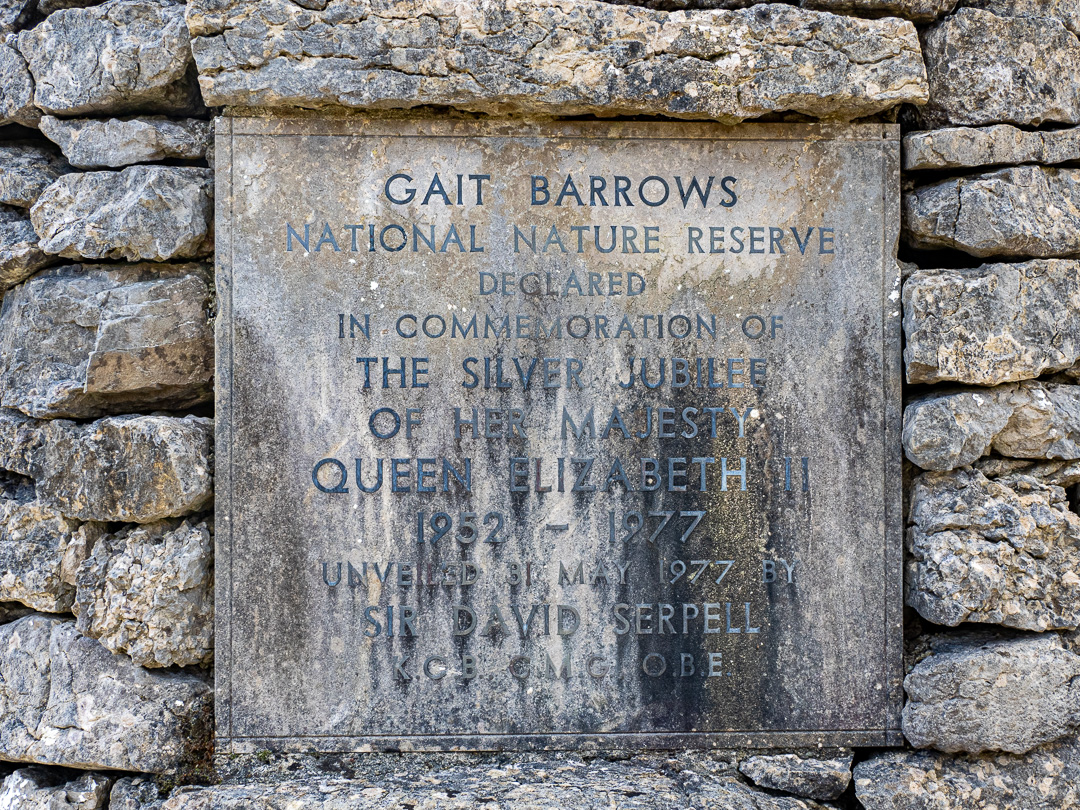 GAIT BARROWS
NATIONAL NATURE RESERVE
DECLARED
IN COMMEMORATION OF
THE SILVER JUBILEE
OF HER MAJESTY
QUEEN ELIZABETH II
1952 – 1977
UNVEILED 31 MAY 1977 BY
SIR DAVID SERPELL
K.C.B. C.M.G. O.B.E.